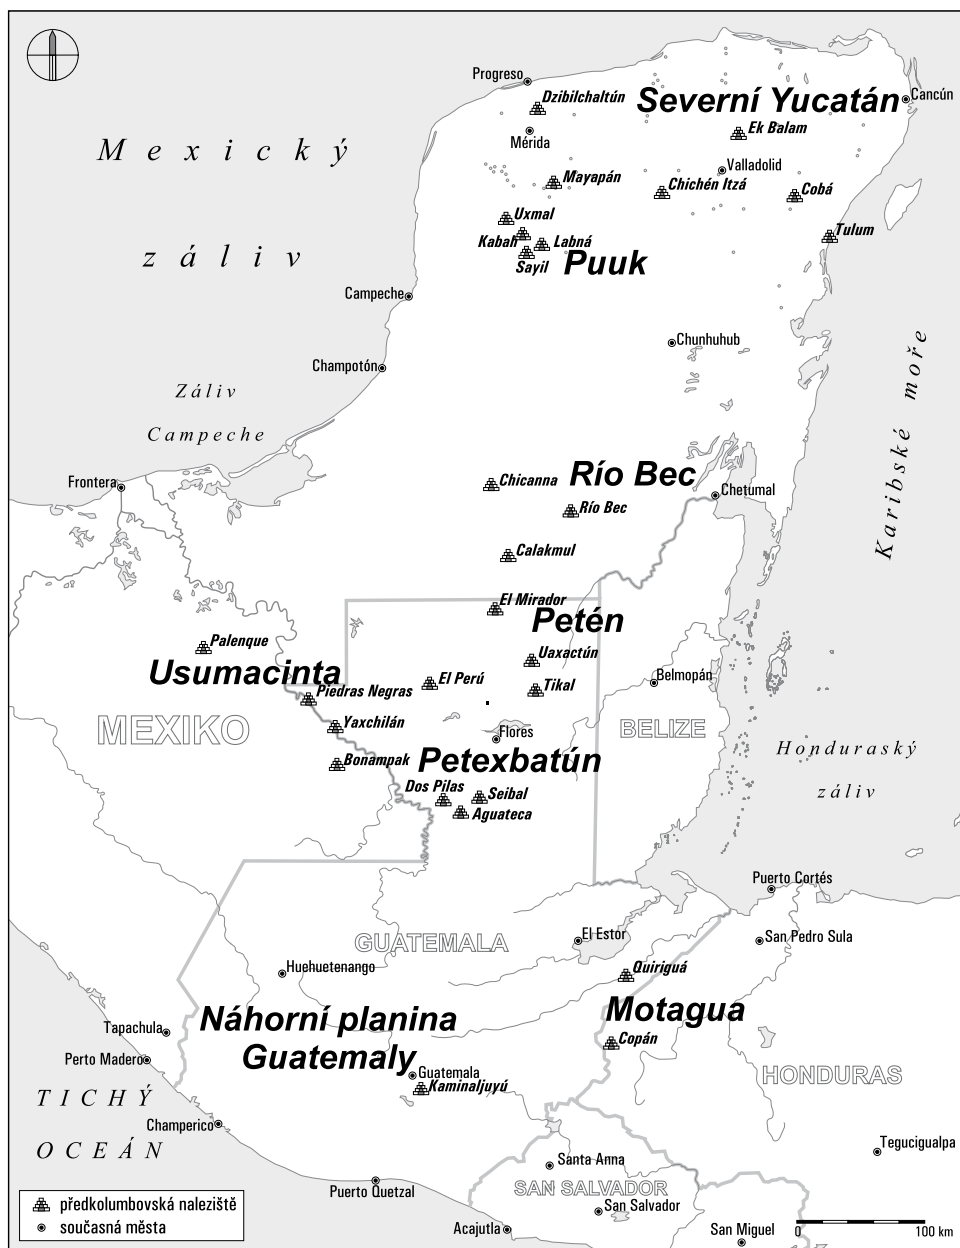 Progreso
Dzibilchaltún
Severní Yucatán
Cancún
Ek Balam
Mérida
Mexický
Valladolid
Mayapán
Chichén Itzá
Cobá
Uxmal
Kabah
Labná
Tulum
Sayil
Puuk
záliv
Campeche
Chunhuhub
Champotón
Karibské moře
Záliv
Campeche
Frontera
Chicanna
Río Bec
Chetumal
Río Bec
Calakmul
El Mirador
Petén
Palenque
Uaxactún
Usumacinta
El Perú
Tikal
Belmopán
Piedras Negras
Yaxchilán
MEXIKO
Flores
BELIZE
Honduraský
záliv
Bonampak
Petexbatún
Dos Pilas
Seibal
Aguateca
Puerto Cortés
GUATEMALA
El Estor
San Pedro Sula
Huehuetenango
Quiriguá
Motagua
Náhorní planina
Guatemaly
Tapachula
Copán
Perto Madero
Guatemala
Kaminaljuyú
HONDURAS
TICHÝ
OCEÁN
Champerico
Tegucigalpa
Santa Anna
Puerto Quetzal
SAN SALVADOR
San Salvador
Acajutla
San Miguel
předkolumbovská naleziště
současná města
0 100 km